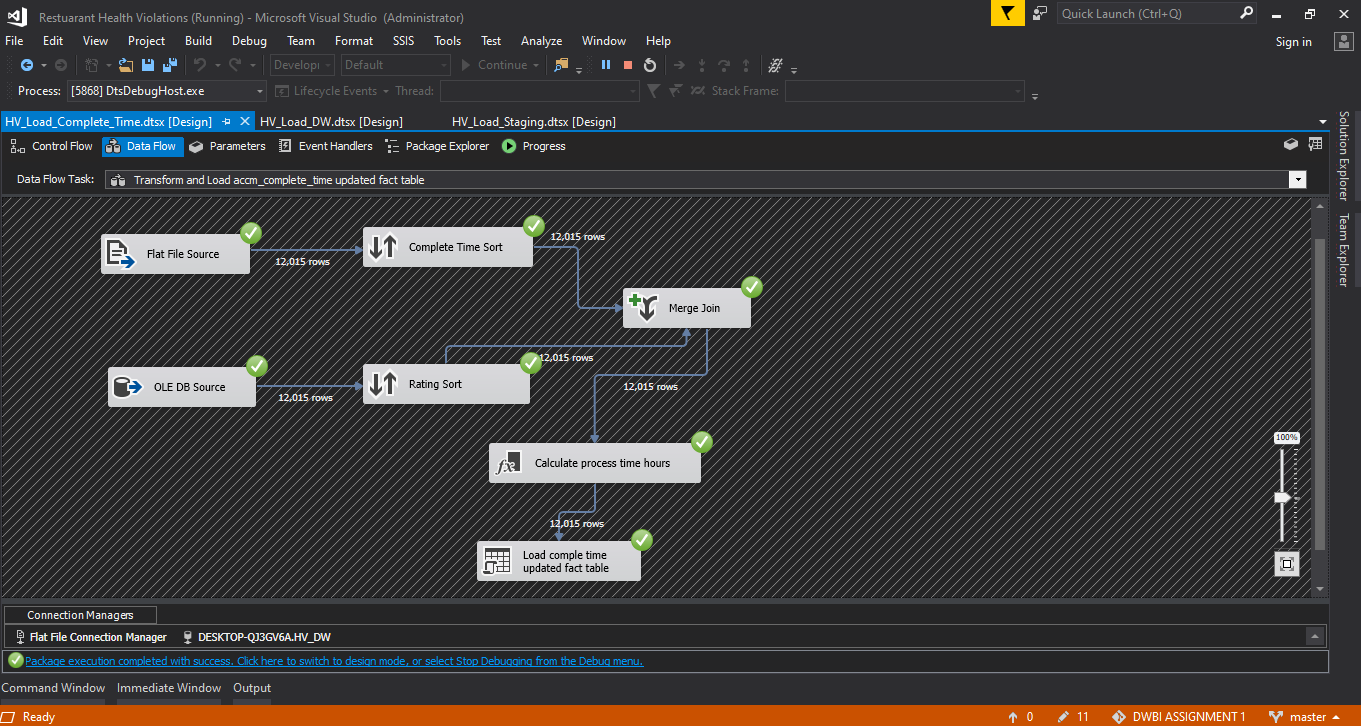 Restuarant Health Violations (Running) - Microsoft Visual Studio (Administrator)
Quick Launch (Ctrl+Q)
File Edit View Project Build Debug Team Format SSIS Tools Test Analyze Window Help
Sign in
Develop Default Continue
Process: [5868] DtsDebugHost.exe Lifecycle Events Thread: Stack Frame:
HV_Load_Complete_Time.dtsx [Design] HV_Load_DW.dtsx [Design] HV_Load_Staging.dtsx [Design]
Control Flow Data Flow Parameters Event Handlers Package Explorer Progress
Data Flow Task: Transform and Load accm_complete_time updated fact table
Solution Explorer
Team Explorer
Flat File Source
12,015 rows
Complete Time Sort
12,015 rows
Merge Join
OLE DB Source
12,015 rows
Rating Sort
12,015 rows
12,015 rows
Calculate process time hours
12,015 rows
Load comple time
updated fact table
100%
Connection Managers
Flat File Connection Manager DESKTOP-QJ3GV6A.HV_DW
Package execution completed with success. Click here to switch to design mode, or select Stop Debugging from the Debug menu.
Command Window Immediate Window Output
Ready 0 11 DWBI ASSIGNMENT 1 master